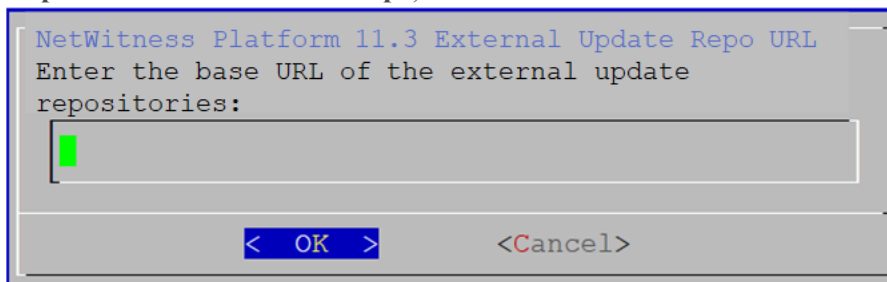 NetWitness Platform 11.3 External Update Repo URL
Enter the base URL of the external update
repositories:
< OK > <Cancel>